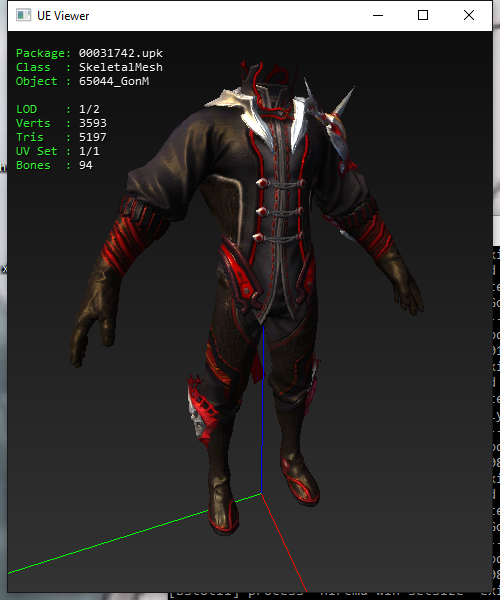 UE Viewer
Package: 00031742.upk
Class : SkeletalMesh
Object : 65044_GonM
LOD : 1/2
Verts : 3593
Tris : 5197
UV Set : 1/1
Bones : 94